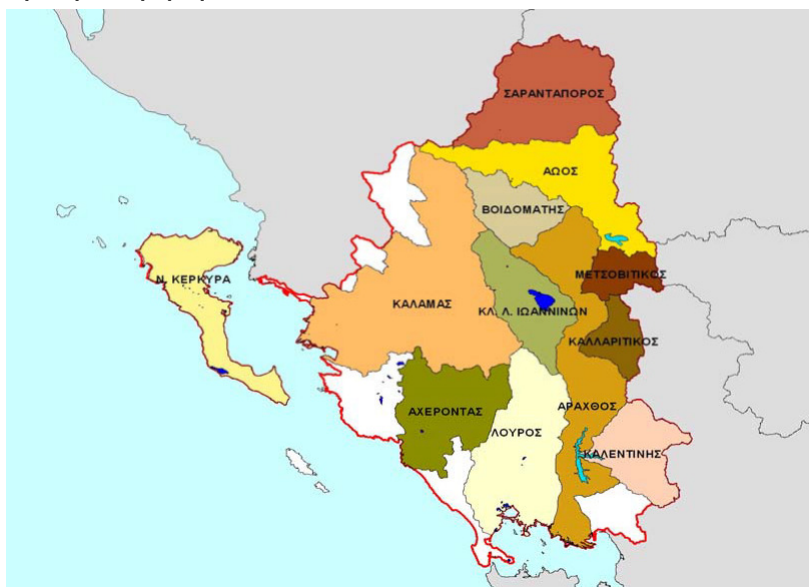 ΣΑΡΑΝΤΑΠΟΡΟΣ
ΑΩΟΣ
ΒΟΙΔΟΜΑΤΗΣ
Ν. ΚΕΡΚΥΡΑ
ΜΕΤΣΟΒΙΤΙΚΟΣ
ΚΑΛΑΜΑΣ
ΚΛ. Λ. ΙΩΑΝΝΙΝΩΝ
ΚΑΛΛΑΡΙΤΙΚΟΣ
ΑΧΕΡΟΝΤΑΣ
ΑΡΑΧΘΟΣ
ΛΟΥΡΟΣ
ΚΑΛΕΝΤΙΝΗΣ